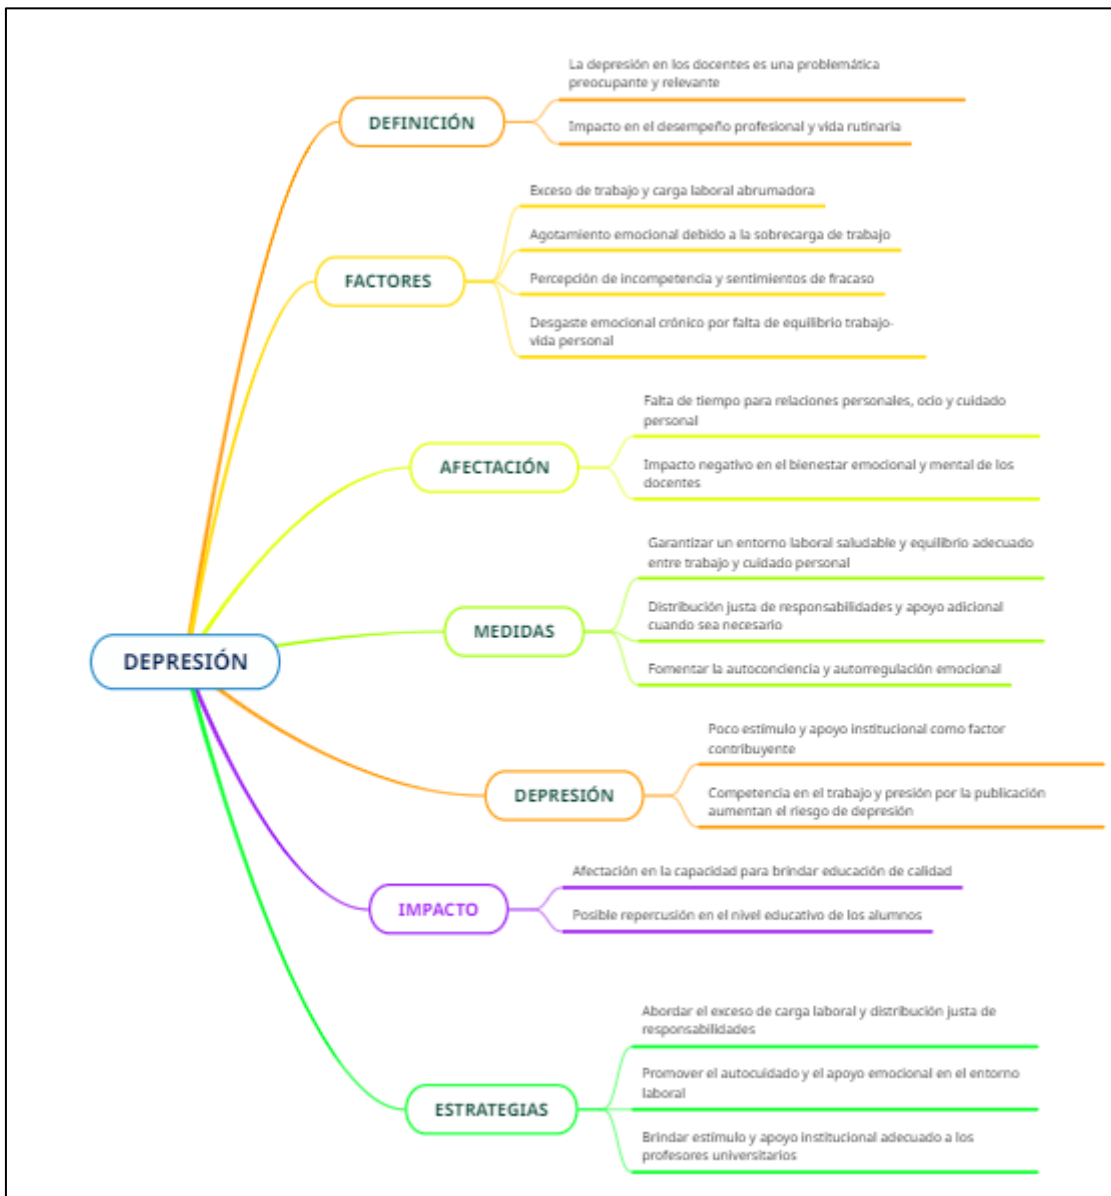 La depresión en los docentes es una problemática
preocupante y relevante
DEFINICIÓN
Impacto en el desempeño profesional y vida rutinaria
Exceso de trabajo y carga laboral abrumadora
Agotamiento emocional debido a la sobrecarga de trabajo
FACTORES
Percepción de incompetencia y sentimientos de fracaso
Desgaste emocional crónico por falta de equilibrio trabajo-
vida personal
Falta de tiempo para relaciones personales, ocio y cuidado
personal
AFECTACIÓN
Impacto negativo en el bienestar emocional y mental de los
docentes
Garantizar un entorno laboral saludable y equilibrio adecuado
entre trabajo y cuidado personal
Distribución justa de responsabilidades y apoyo adicional
cuando sea necesario
MEDIDAS
Fomentar la autoconciencia y autorregulación emocional
DEPRESIÓN
Poco estímulo y apoyo institucional como factor
contribuyente
DEPRESIÓN
Competencia en el trabajo y presión por la publicación
aumentan el riesgo de depresión
Afectación en la capacidad para brindar educación de calidad
IMPACTO
Posible repercusión en el nivel educativo de los alumnos
Abordar el exceso de carga laboral y distribución justa de
responsabilidades
Promover el autocuidado y el apoyo emocional en el entorno
laboral
ESTRATEGIAS
Brindar estímulo y apoyo institucional adecuado a los
profesores universitarios